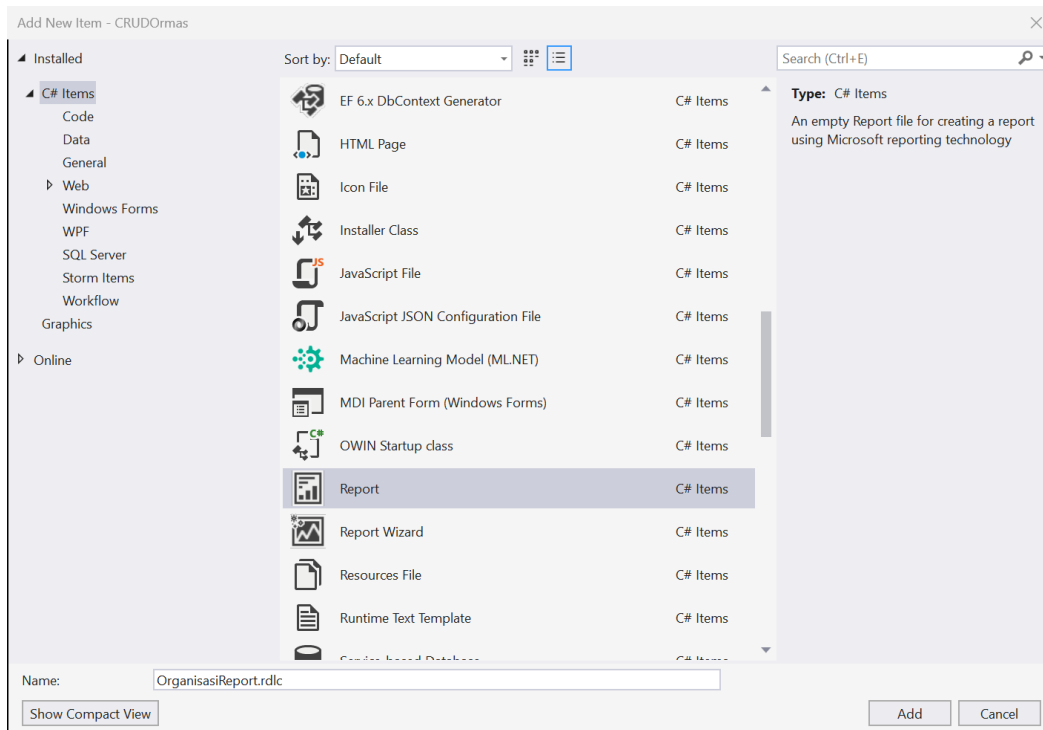 Add New Item - CRUDOrmas
Installed
Sort by: Default
Search (Ctrl+E)
C# Items
Code
Data
General
Web
Windows Forms
WPF
SQL Server
Storm Items
Workflow
Graphics
Online
EF 6.x DbContext Generator C# Items
HTML Page C# Items
Icon File C# Items
Installer Class C# Items
JS
JavaScript File C# Items
JavaScript JSON Configuration File C# Items
Machine Learning Model (ML.NET) C# Items
MDI Parent Form (Windows Forms) C# Items
C#
OWIN Startup class C# Items
Report C# Items
Report Wizard C# Items
Resources File C# Items
Runtime Text Template C# Items
Service-based Database C# Items
Type: C# Items
An empty Report file for creating a report
using Microsoft reporting technology
Name: OrganisasiReport.rdlc
Show Compact View
Add Cancel